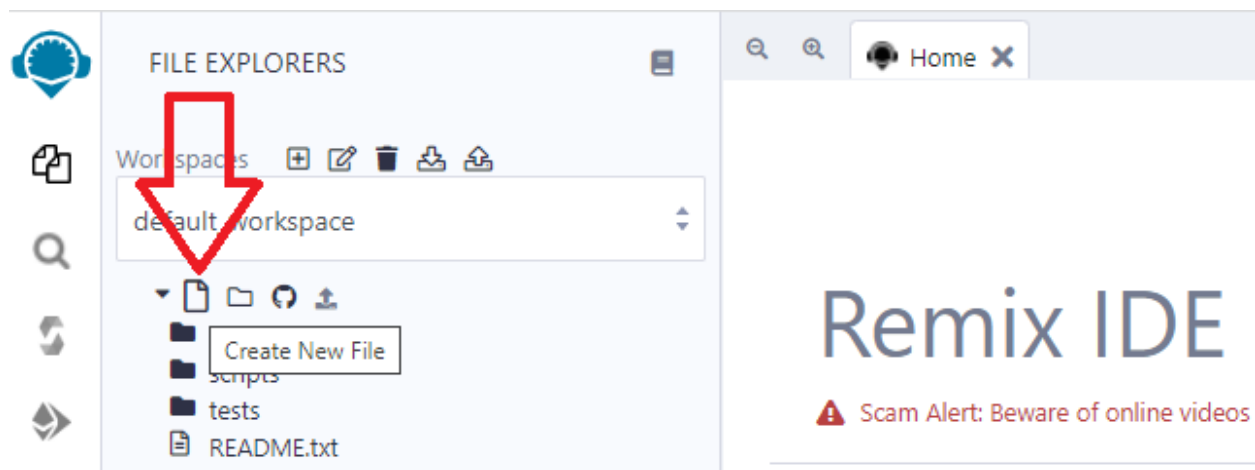 FILE EXPLORERS
Home
Workspaces
default_workspace
Create New File
scripts
tests
README.txt
Remix IDE
Scam Alert: Beware of online videos